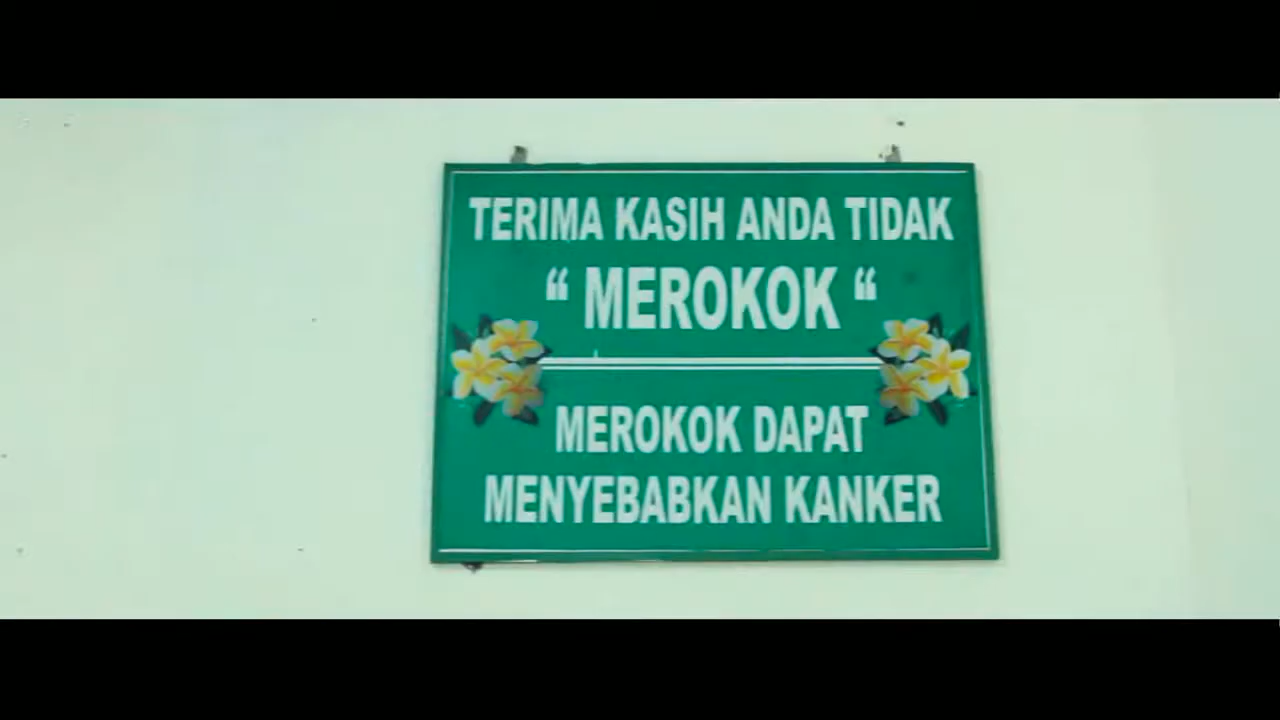 TERIMA KASIH ANDA TIDAK
“ MEROKOK “
MEROKOK DAPAT
MENYEBABKAN KANKER